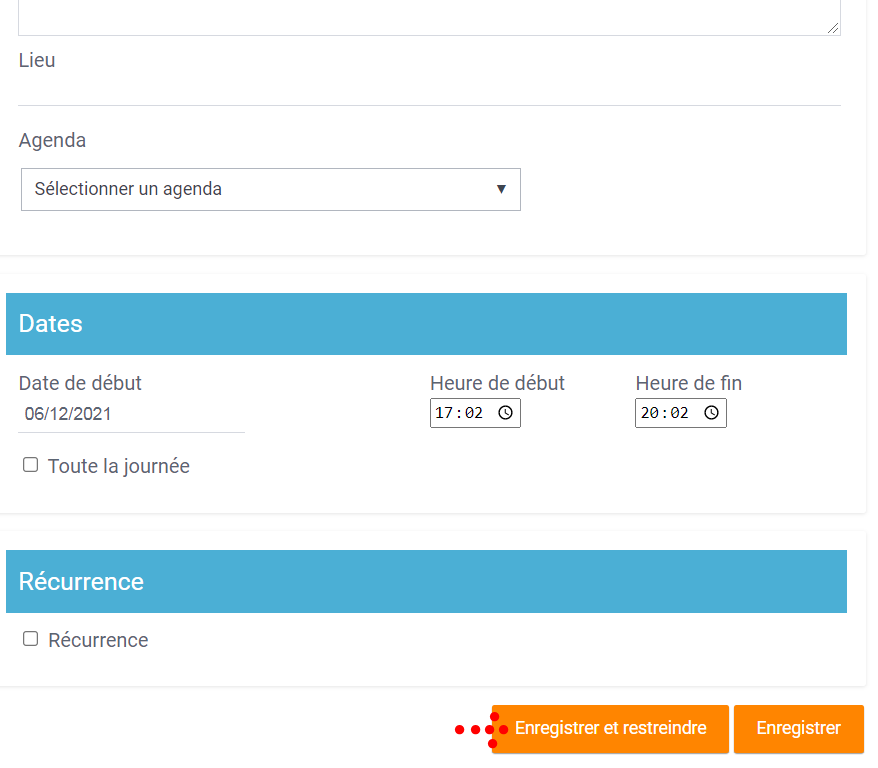 Lieu
Agenda
Sélectionner un agenda
Dates
Date de début Heure de début Heure de fin
06/12/2021 17:02 20:02
Toute la journée
Récurrence
Récurrence
Enregistrer et restreindre Enregistrer